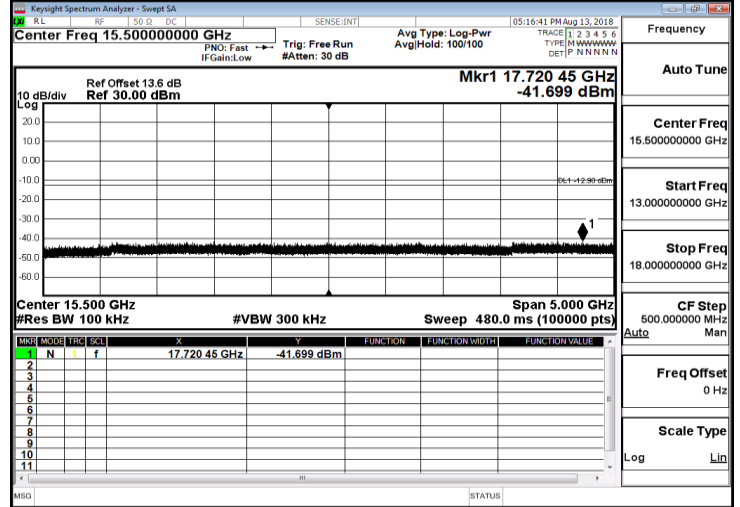 Keysight Spectrum Analyzer - Swept SA
RL RF 50 Ω DC SENSE:INT 05:16:41 PM Aug 13, 2018
Center Freq 15.500000000 GHz
PNO: Fast
IFGain:Low
Trig: Free Run
#Atten: 30 dB
Avg Type: Log-Pwr
Avg|Hold: 100/100
TRACE 1 2 3 4 5 6
TYPE M WWWWW
DET P N N N N N
Frequency
Auto Tune
Center Freq
15.500000000 GHz
Start Freq
13.000000000 GHz
Stop Freq
18.000000000 GHz
CF Step
500.000000 MHz
Auto Man
Freq Offset
0 Hz
Scale Type
Log Lin
Mkr1 17.720 45 GHz
-41.699 dBm
Ref Offset 13.6 dB
10 dB/div Ref 30.00 dBm
Log
20.0
10.0
0.00
-10.0
-20.0
-30.0
-40.0
-50.0
-60.0
DL1 -12.90 dBm
1
Center 15.500 GHz Span 5.000 GHz
#Res BW 100 kHz #VBW 300 kHz Sweep 480.0 ms (100000 pts)
MKR MODE TRC SCL X Y FUNCTION FUNCTION WIDTH FUNCTION VALUE
1 N 1 f 17.720 45 GHz -41.699 dBm
2
3
4
5
6
7
8
9
10
11
MSG STATUS